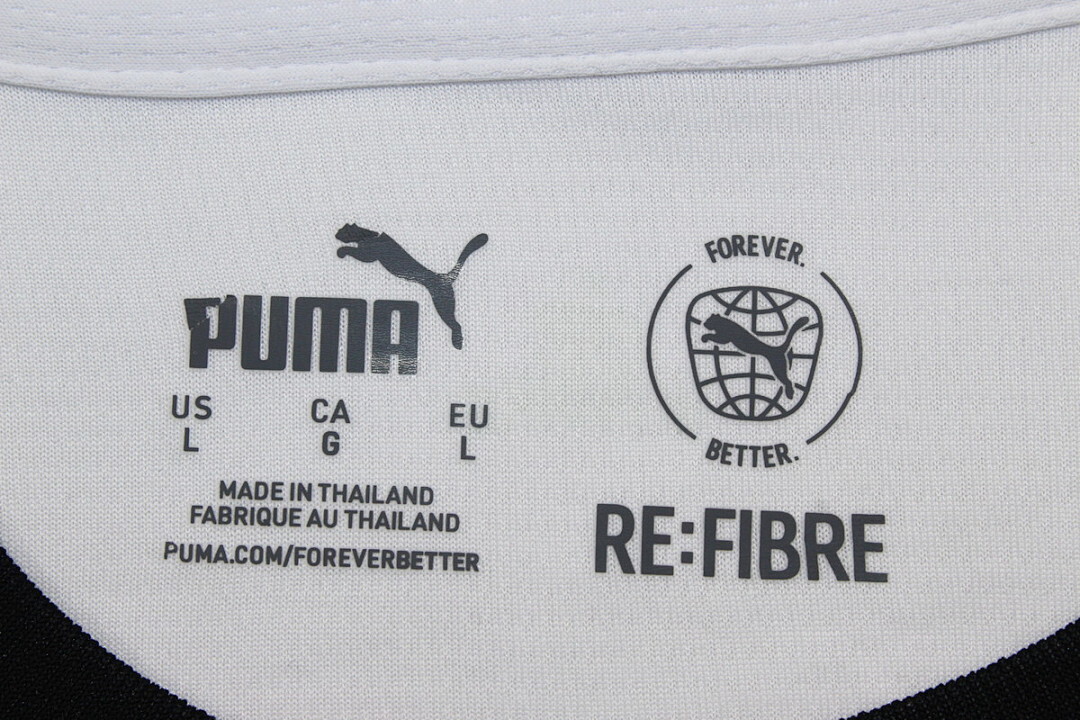 PUMA
US CA EU
L G L
MADE IN THAILAND
FABRIQUE AU THAILAND
PUMA.COM/FOREVERBETTER
FOREVER.
BETTER.
RE:FIBRE